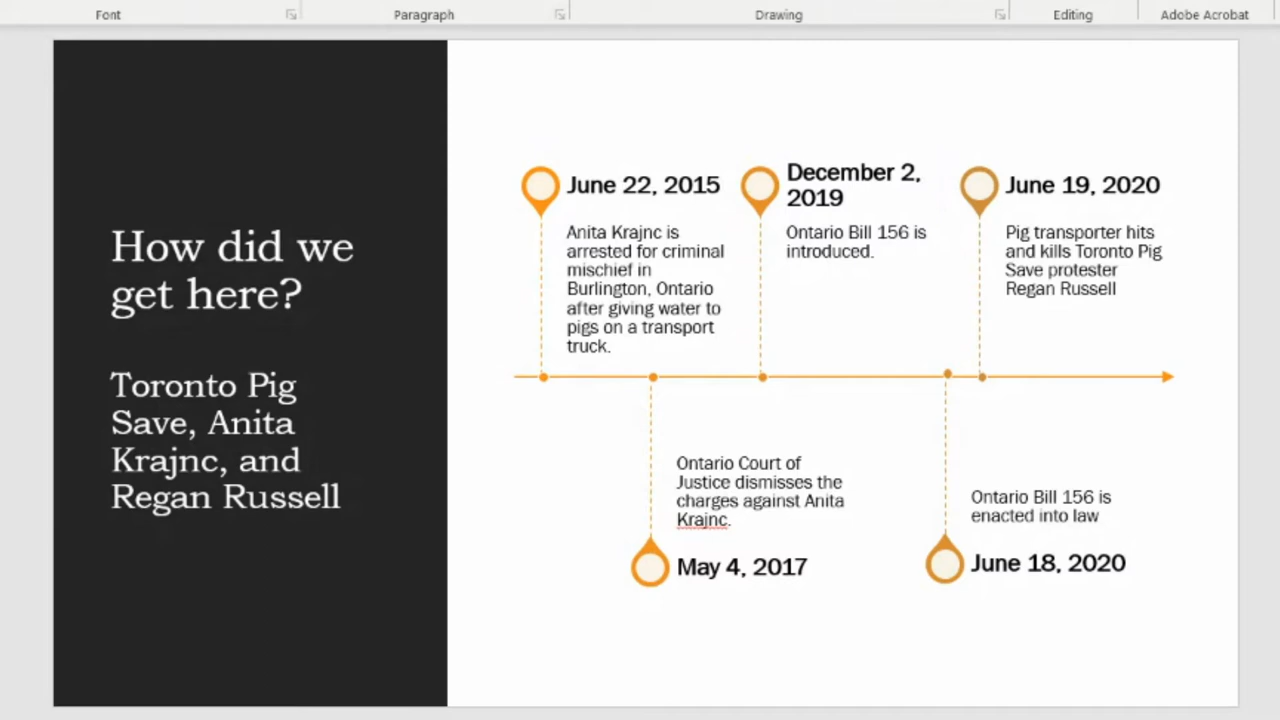 Font Paragraph Drawing Editing Adobe Acrobat
How did we
get here?
Toronto Pig
Save, Anita
Krajnc, and
Regan Russell
June 22, 2015
Anita Krajnc is
arrested for criminal
mischief in
Burlington, Ontario
after giving water to
pigs on a transport
truck.
December 2,
2019
Ontario Bill 156 is
introduced.
June 19, 2020
Pig transporter hits
and kills Toronto Pig
Save protester
Regan Russell
Ontario Court of
Justice dismisses the
charges against Anita
Krajnc.
May 4, 2017
Ontario Bill 156 is
enacted into law
June 18, 2020